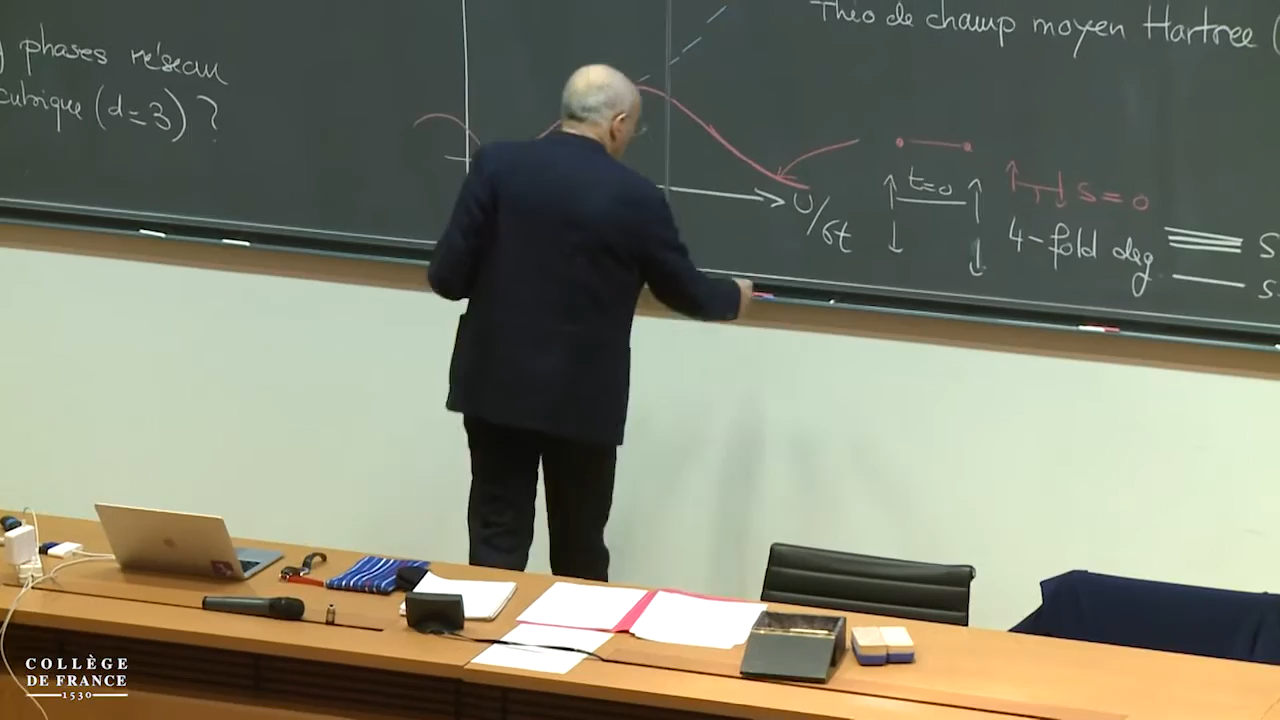 phases réseau
cubique (d=3) ?
Théo de champ moyen Hartree (
U/6t
t=0
S=0
4-fold deg
S
S
COLLÈGE
DE FRANCE
1530